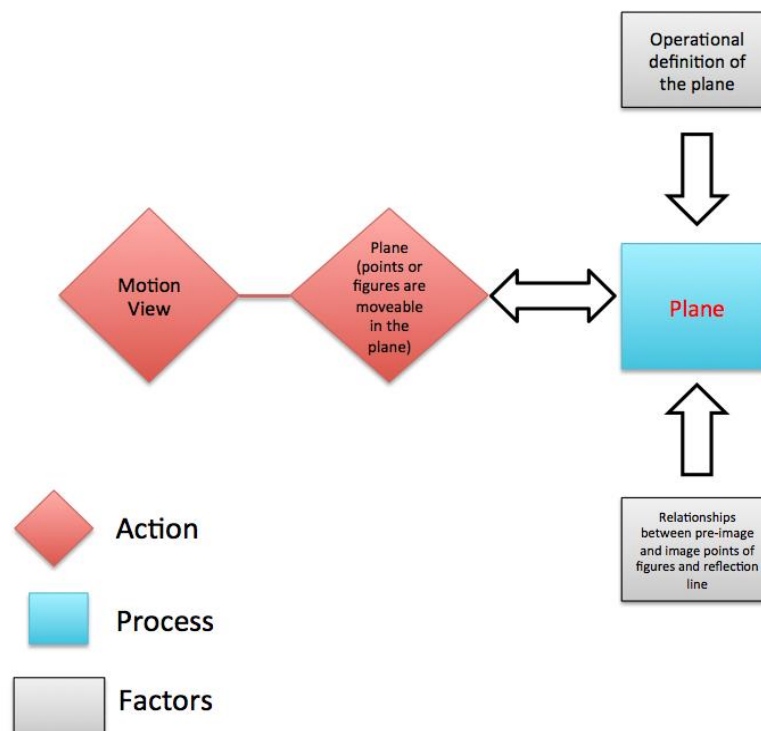 Operational
definition of
the plane
Motion
View
Plane
(points or
figures are
moveable
in the
plane)
Plane
Relationships
between pre-image
and image points of
figures and reflection
line
Action
Process
Factors